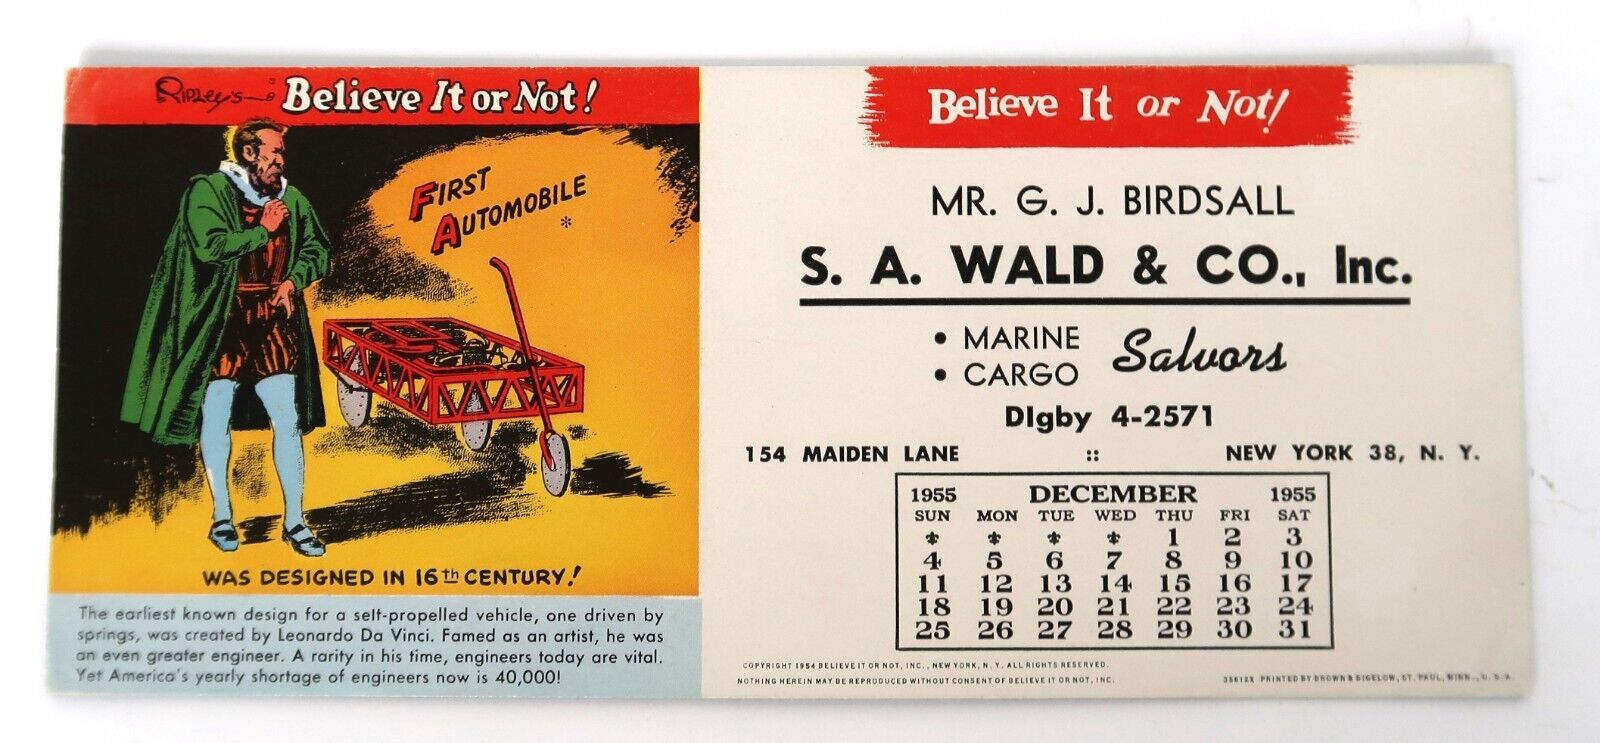 RIPLEY'S Believe It or Not!
FIRST
AUTOMOBILE
*
WAS DESIGNED IN 16th CENTURY!
The earliest known design for a self-propelled vehicle, one driven by
springs, was created by Leonardo Da Vinci. Famed as an artist, he was
an even greater engineer. A rarity in his time, engineers today are vital.
Yet America's yearly shortage of engineers now is 40,000!
Believe It or Not!
MR. G. J. BIRDSALL
S. A. WALD & CO., Inc.
• MARINE
• CARGO
Salvors
DIgby 4-2571
154 MAIDEN LANE :: NEW YORK 38, N. Y.
1955 DECEMBER 1955
SUN MON TUE WED THU FRI SAT
1 2 3
4 5 6 7 8 9 10
11 12 13 14 15 16 17
18 19 20 21 22 23 24
25 26 27 28 29 30 31
COPYRIGHT 1954 BELIEVE IT OR NOT, INC., NEW YORK, N. Y. ALL RIGHTS RESERVED.
NOTHING HEREIN MAY BE REPRODUCED WITHOUT CONSENT OF BELIEVE IT OR NOT, INC.
PRINTED BY BROWN & BIGELOW, ST. PAUL, MINN., U. S. A.